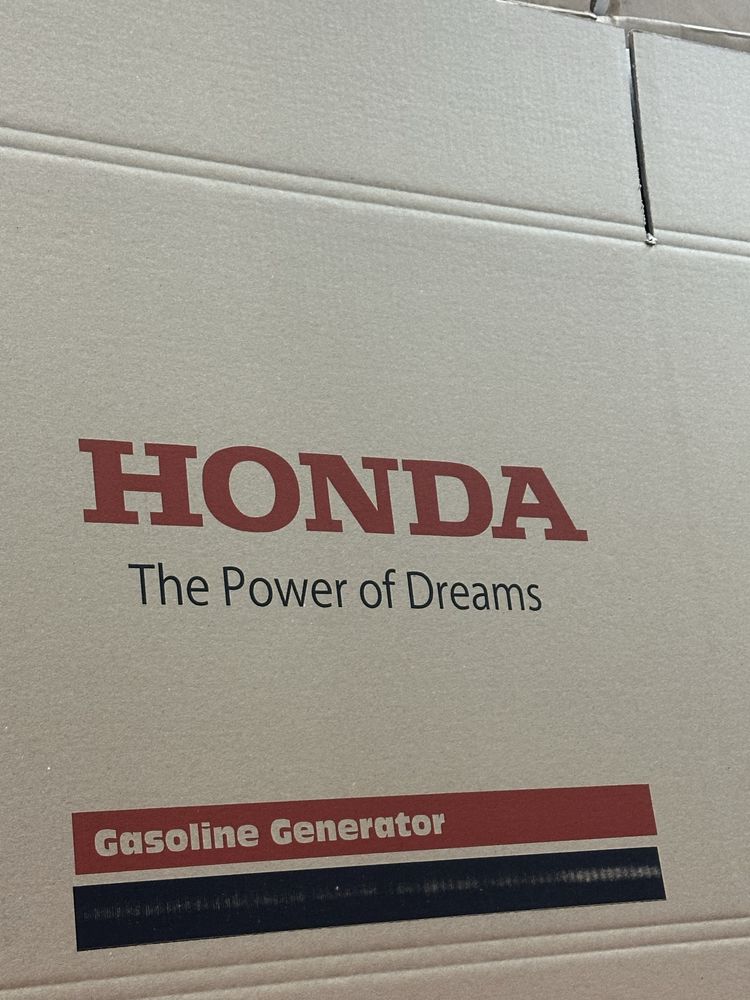 HONDA
The Power of Dreams
Gasoline Generator